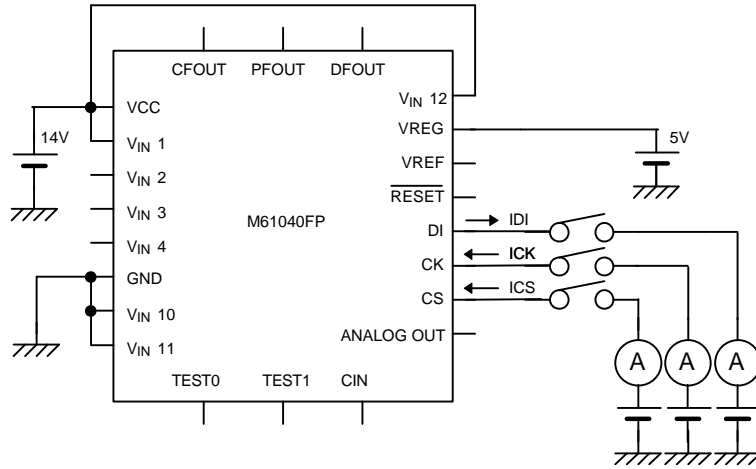 CFOUT PFOUT DFOUT
VCC
VIN 12
14V
VREG
5V
VIN 1
VREF
VIN 2
RESET
VIN 3
M61040FP
DI
IDI
VIN 4
CK
ICK
GND
CS
ICS
VIN 10
ANALOG OUT
VIN 11
A A A
TEST0 TEST1 CIN